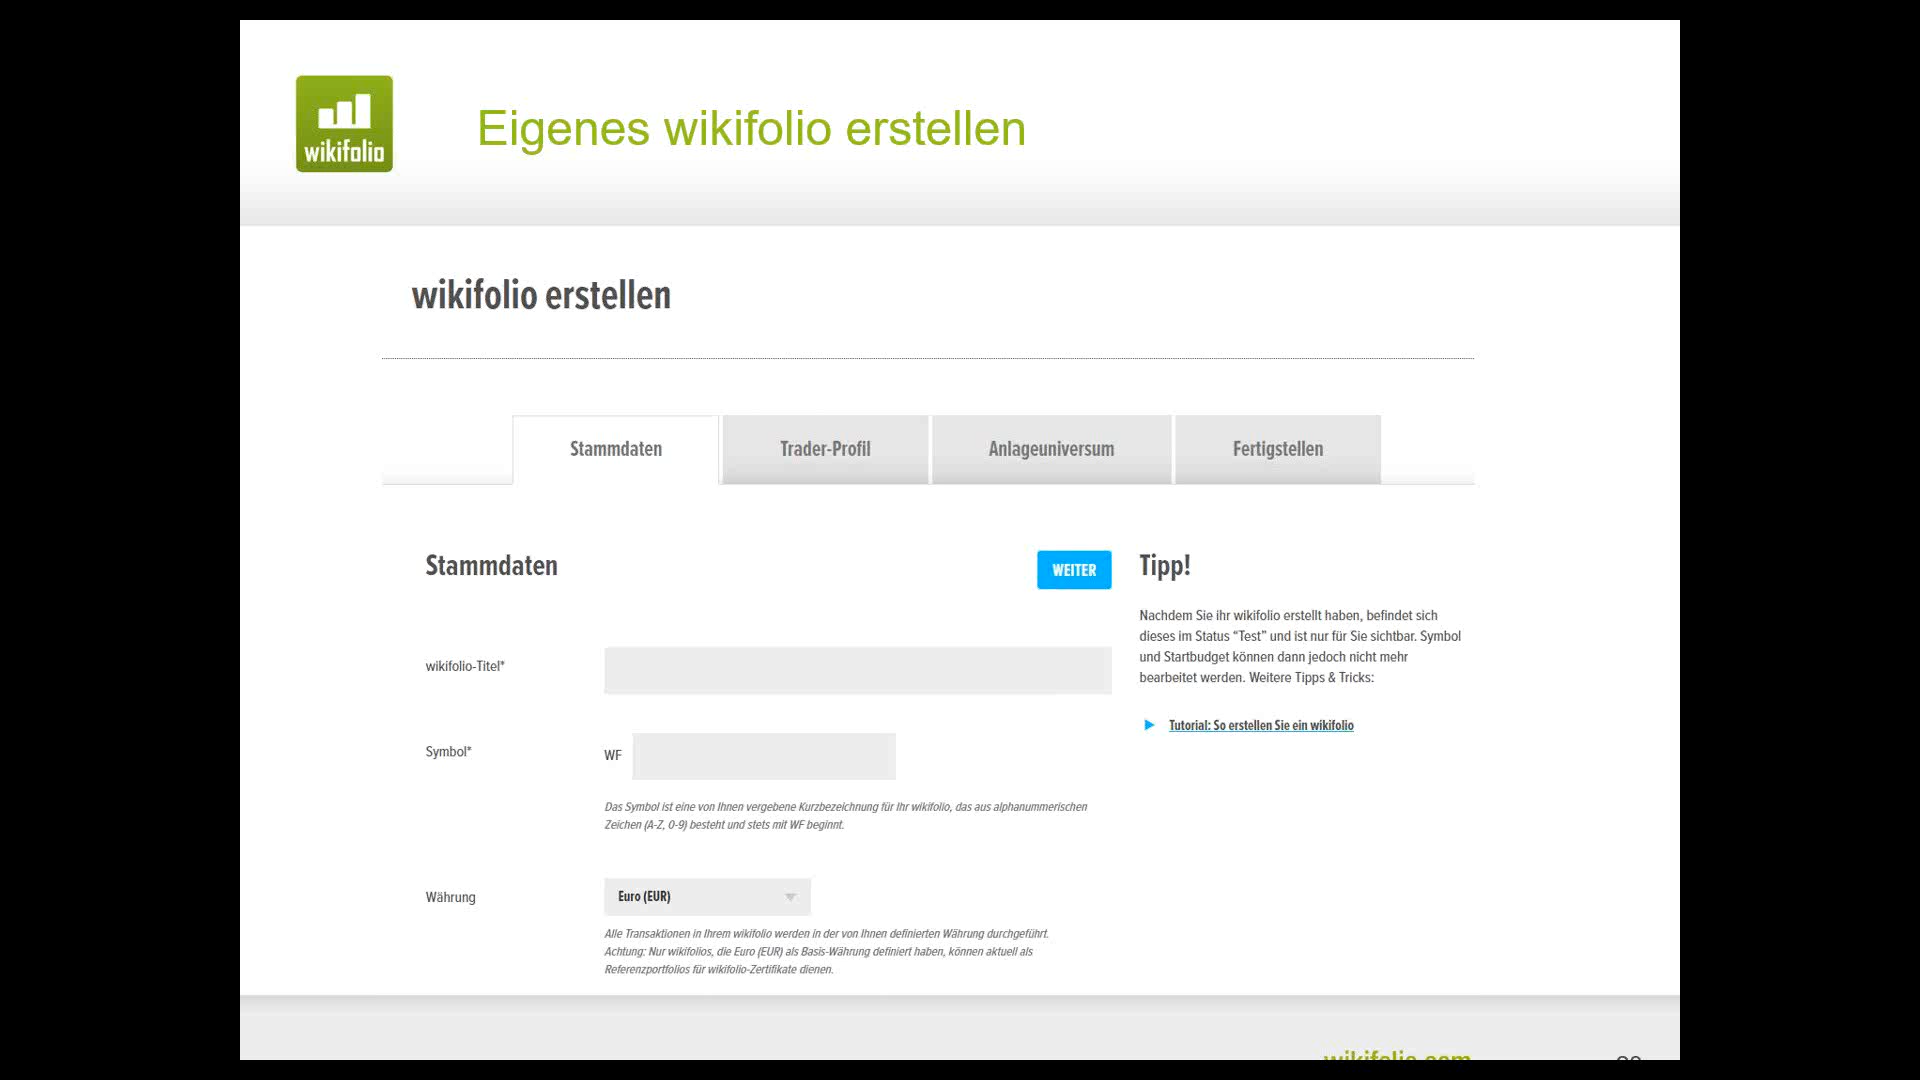 wikifolio
Eigenes wikifolio erstellen
wikifolio erstellen
Stammdaten
Trader-Profil
Anlageuniversum
Fertigstellen
Stammdaten
WEITER
wikifolio-Titel*
Symbol*
WF
Das Symbol ist eine von Ihnen vergebene Kurzbezeichnung für Ihr wikifolio, das aus alphanummerischen
Zeichen (A-Z, 0-9) besteht und stets mit WF beginnt.
Währung
Euro (EUR)
Alle Transaktionen in Ihrem wikifolio werden in der von Ihnen definierten Währung durchgeführt.
Achtung: Nur wikifolios, die Euro (EUR) als Basis-Währung definiert haben, können aktuell als
Referenzportfolios für wikifolio-Zertifikate dienen.
Tipp!
Nachdem Sie ihr wikifolio erstellt haben, befindet sich
dieses im Status “Test” und ist nur für Sie sichtbar. Symbol
und Startbudget können dann jedoch nicht mehr
bearbeitet werden. Weitere Tipps & Tricks:
Tutorial: So erstellen Sie ein wikifolio
wikifolio.com